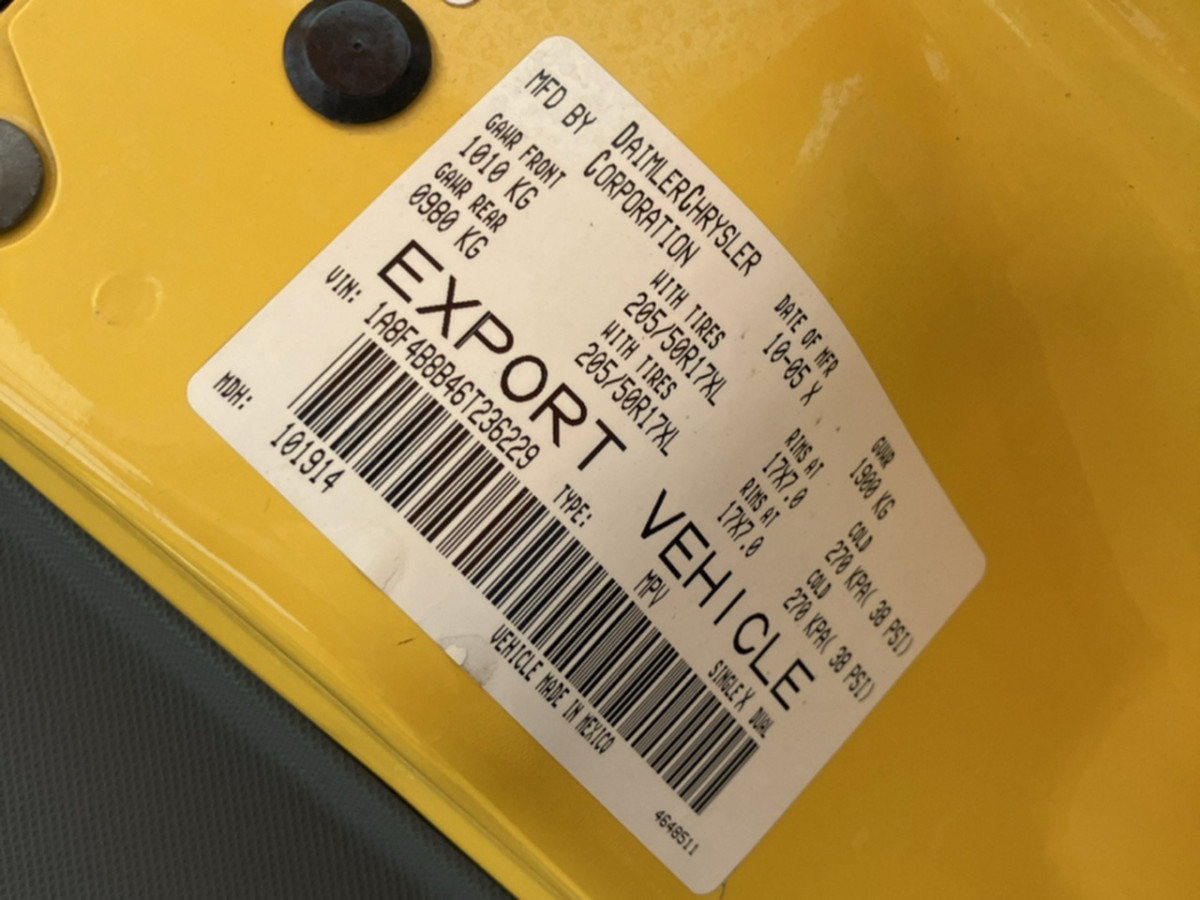 MFD BY DAIMLERCHRYSLER CORPORATION
DATE OF MFR 10-05 X
GVWR 1900 KG
GAWR FRONT 1010 KG
WITH TIRES 205/50R17XL
RIMS AT 17X7.0
COLD 270 KPA( 38 PSI)
GAWR REAR 0980 KG
WITH TIRES 205/50R17XL
RIMS AT 17X7.0
COLD 270 KPA( 38 PSI)
EXPORT VEHICLE
VIN: 1A8F4B8B46T236229
TYPE: MPV
SINGLE X DUAL
MDH: 101914
VEHICLE MADE IN MEXICO
4648511